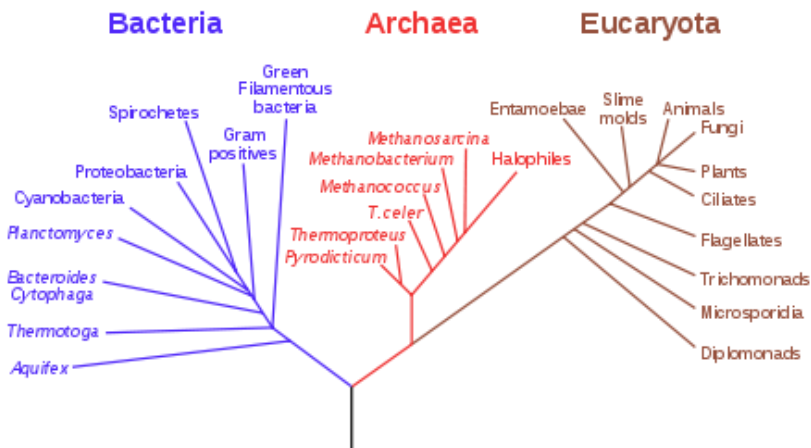 Bacteria
Archaea
Eucaryota
Green
Filamentous
bacteria
Spirochetes
Gram
positives
Proteobacteria
Cyanobacteria
Planctomyces
Bacteroides
Cytophaga
Thermotoga
Aquifex
Methanosarcina
Methanobacterium
Halophiles
Methanococcus
T.celer
Thermoproteus
Pyrodicticum
Entamoebae
Slime
molds
Animals
Fungi
Plants
Ciliates
Flagellates
Trichomonads
Microsporidia
Diplomonads